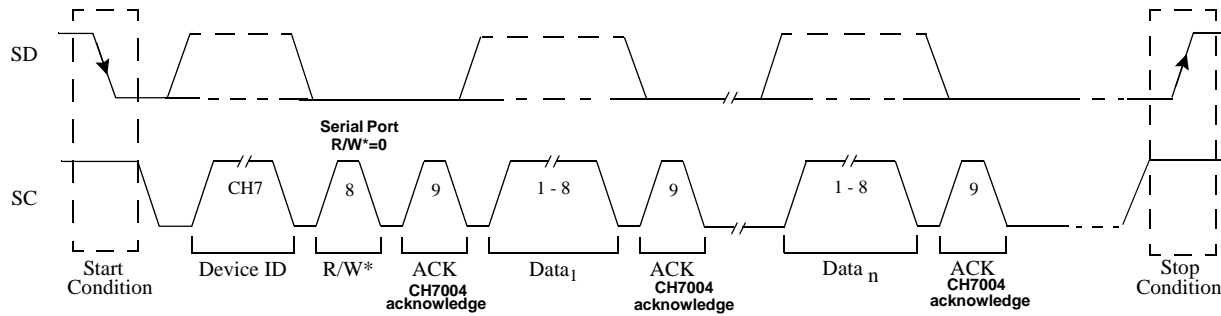 SD
Serial Port
R/W*=0
SC
CH7
8
9
1 - 8
9
1 - 8
9
Start
Condition
Device ID
R/W*
ACK
CH7004
acknowledge
Data1
ACK
CH7004
acknowledge
Data n
ACK
CH7004
acknowledge
Stop
Condition